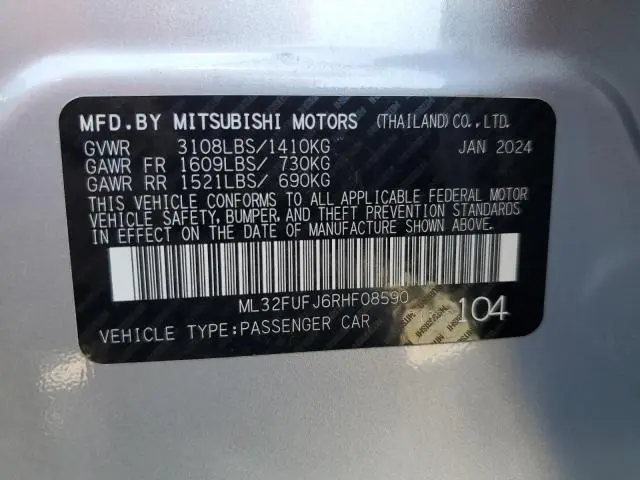 MFD.BY MITSUBISHI MOTORS (THAILAND) CO.,LTD.
GVWR 3108LBS/1410KG JAN 2024
GAWR FR 1609LBS/ 730KG
GAWR RR 1521LBS/ 690KG
THIS VEHICLE CONFORMS TO ALL APPLICABLE FEDERAL MOTOR
VEHICLE SAFETY, BUMPER, AND THEFT PREVENTION STANDARDS
IN EFFECT ON THE DATE OF MANUFACTURE SHOWN ABOVE.
ML32FUFJ6RHF08590
104
VEHICLE TYPE:PASSENGER CAR
MITSUBISHI